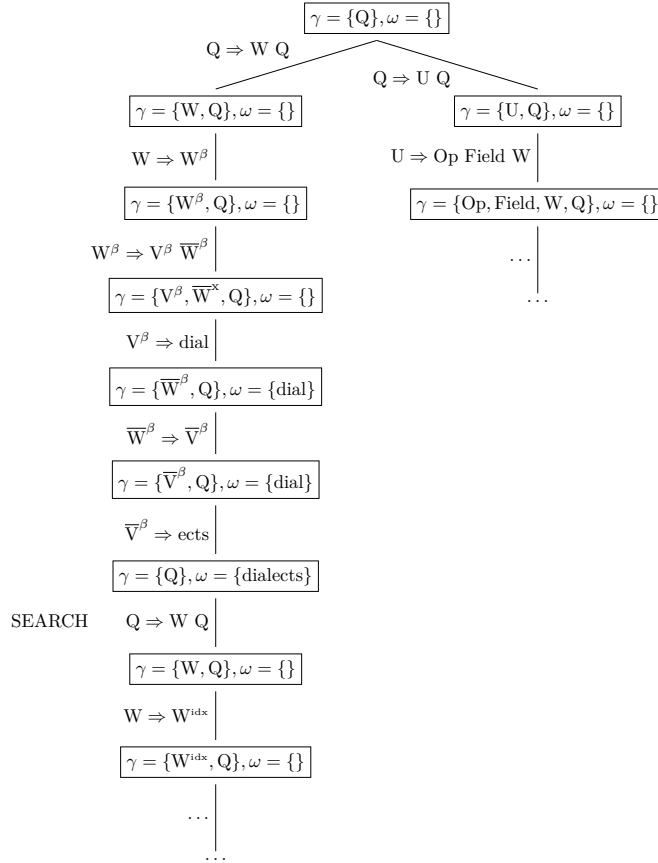 γ = {Q}, ω = {}
Q ⇒ W Q
Q ⇒ U Q
γ = {W, Q}, ω = {}
γ = {U, Q}, ω = {}
W ⇒ W^β
U ⇒ Op Field W
γ = {W^β, Q}, ω = {}
γ = {Op, Field, W, Q}, ω = {}
W^β ⇒ V^β W̅^β
...
γ = {V^β, W̅^x, Q}, ω = {}
...
V^β ⇒ dial
γ = {W̅^β, Q}, ω = {dial}
W̅^β ⇒ V̅^β
γ = {V̅^β, Q}, ω = {dial}
V̅^β ⇒ ects
γ = {Q}, ω = {dialects}
SEARCH Q ⇒ W Q
γ = {W, Q}, ω = {}
W ⇒ W^idx
γ = {W^idx, Q}, ω = {}
...
...